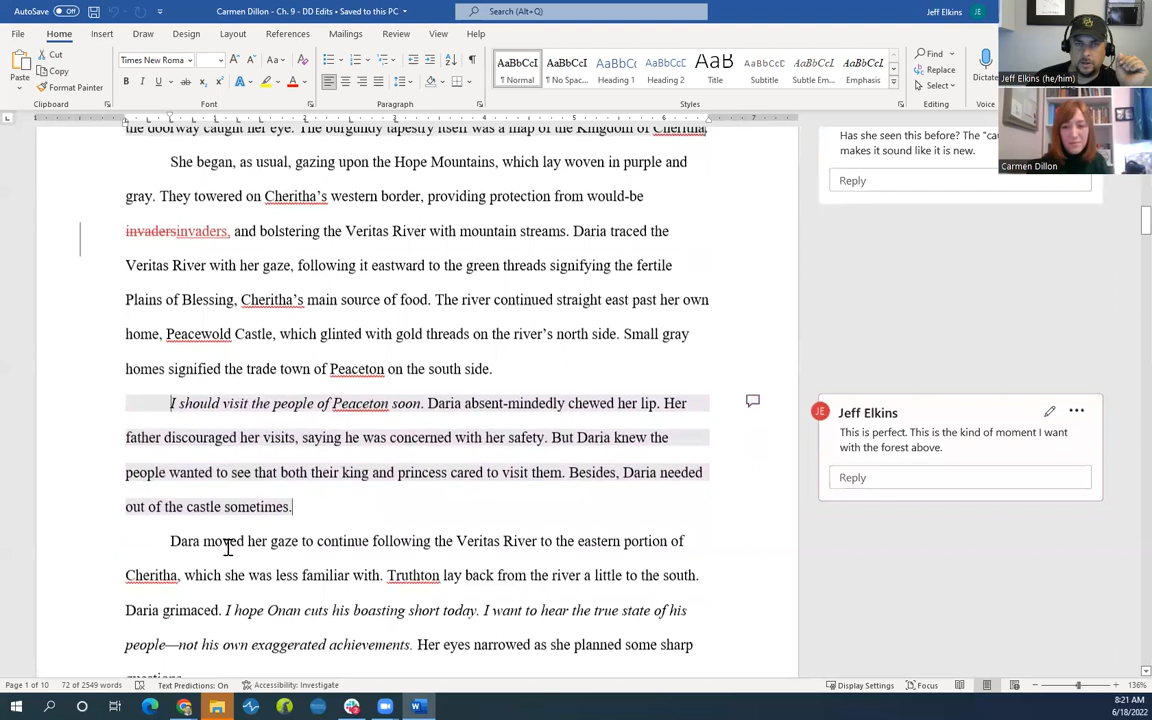 AutoSave Off Carmen Dillon - Ch. 9 - DD Edits • Saved to this PC Search (Alt+Q) Jeff Elkins JE
File Home Insert Draw Design Layout References Mailings Review View Help
Paste Cut Copy Format Painter
Times New Roma
AaBbCcI AaBbCcI AaBbCc AaBbCcI AaB AaBbCcI AaBbCcI AaBbCcI
¶ Normal ¶ No Spac... Heading 1 Heading 2 Title Subtitle Subtle Em... Emphasis
Find Replace Select Dictate
Clipboard Font Paragraph Styles Editing
Jeff Elkins (he/him)
Carmen Dillon
the doorway caught her eye. The burgundy tapestry itself was a map of the Kingdom of Cheritha.
She began, as usual, gazing upon the Hope Mountains, which lay woven in purple and
gray. They towered on Cheritha’s western border, providing protection from would-be
invadersinvaders, and bolstering the Veritas River with mountain streams. Daria traced the
Veritas River with her gaze, following it eastward to the green threads signifying the fertile
Plains of Blessing, Cheritha’s main source of food. The river continued straight east past her own
home, Peacewold Castle, which glinted with gold threads on the river’s north side. Small gray
homes signified the trade town of Peaceton on the south side.
I should visit the people of Peaceton soon. Daria absent-mindedly chewed her lip. Her
father discouraged her visits, saying he was concerned with her safety. But Daria knew the
people wanted to see that both their king and princess cared to visit them. Besides, Daria needed
out of the castle sometimes.
Dara moved her gaze to continue following the Veritas River to the eastern portion of
Cheritha, which she was less familiar with. Truthton lay back from the river a little to the south.
Daria grimaced. I hope Onan cuts his boasting short today. I want to hear the true state of his
people—not his own exaggerated achievements. Her eyes narrowed as she planned some sharp
questions
Has she seen this before? The "cau
makes it sound like it is new.
Reply
JE Jeff Elkins
This is perfect. This is the kind of moment I want
with the forest above.
Reply
Page 1 of 10 72 of 2549 words Text Predictions: On Accessibility: Investigate Display Settings Focus 136%
8:21 AM
6/18/2022